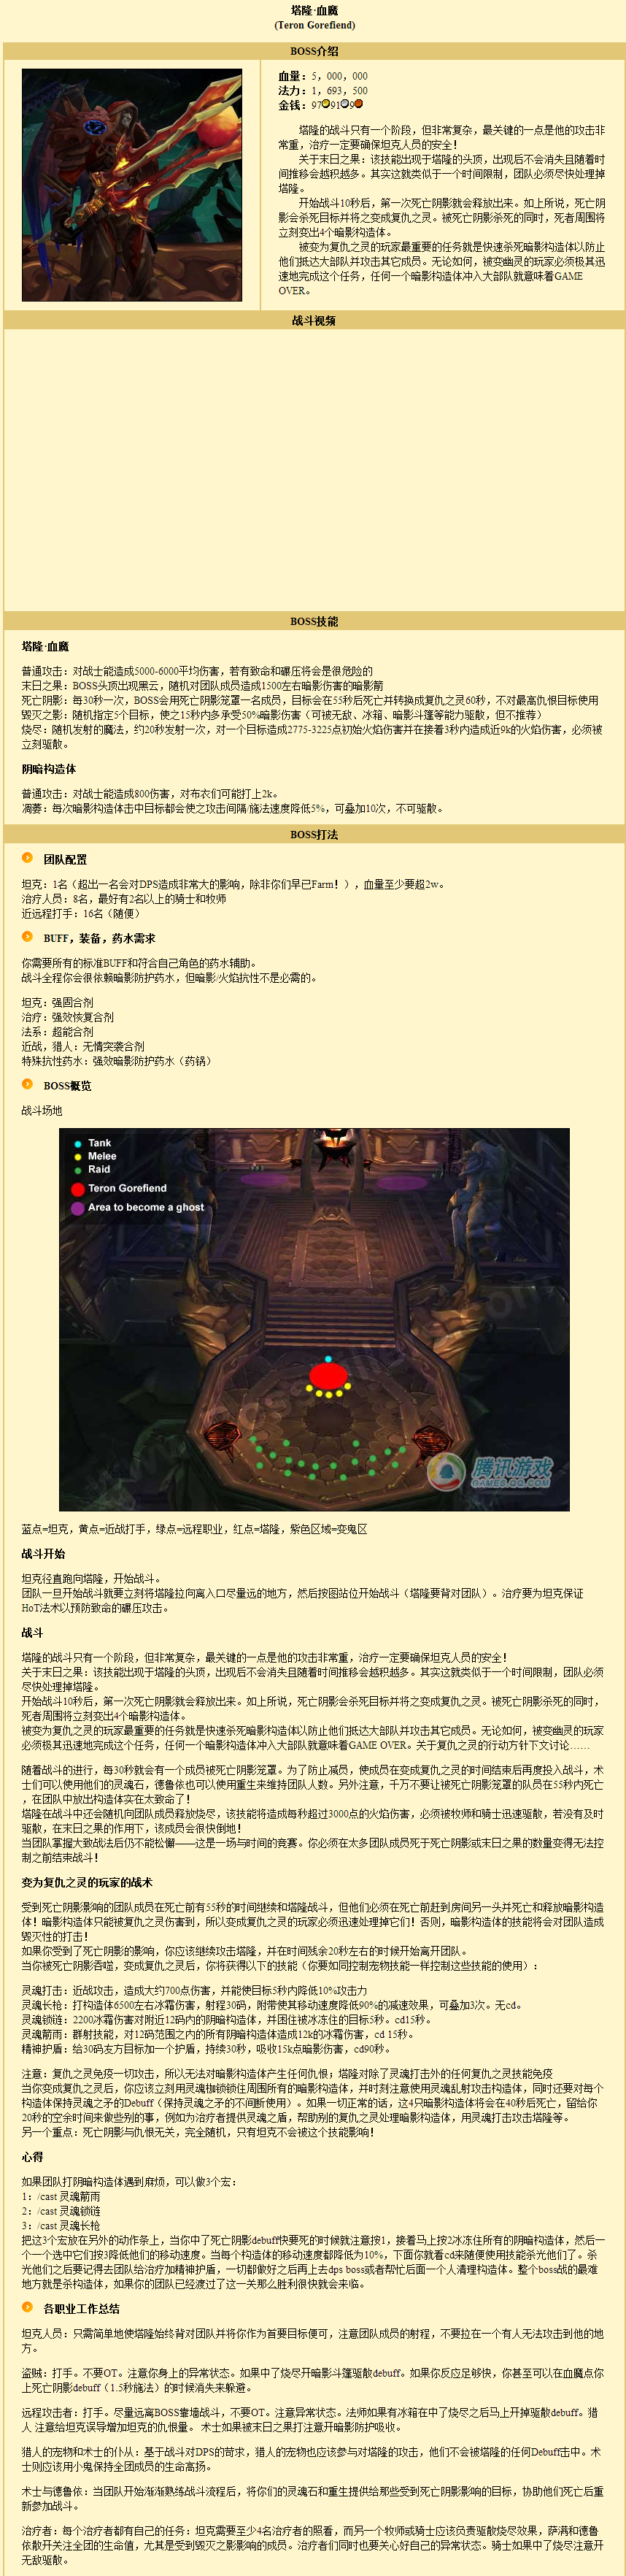 塔隆·血魔
(Teron Gorefiend)
BOSS介绍
血量：5，000，000
法力：1，693，500
金钱：97 91 9
塔隆的战斗只有一个阶段，但非常复杂，最关键的一点是他的攻击非
常重，治疗一定要确保坦克人员的安全！
关于末日之果：该技能出现于塔隆的头顶，出现后不会消失且随着时
间推移会越积越多。其实这就类似于一个时间限制，团队必须尽快处理掉
塔隆。
开始战斗10秒后，第一次死亡阴影就会释放出来。如上所说，死亡阴
影会杀死目标并将之变成复仇之灵。被死亡阴影杀死的同时，死者周围将
立刻变出4个暗影构造体。
被变为复仇之灵的玩家最重要的任务就是快速杀死暗影构造体以防止
他们抵达大部队并攻击其它成员。无论如何，被变幽灵的玩家必须极其迅
速地完成这个任务，任何一个暗影构造体冲入大部队就意味着GAME
OVER。
战斗视频
BOSS技能
塔隆·血魔
普通攻击：对战士能造成5000-6000平均伤害，若有致命和碾压将会是很危险的
末日之果：BOSS头顶出现黑云，随机对团队成员造成1500左右暗影伤害的暗影箭
死亡阴影：每30秒一次，BOSS会用死亡阴影笼罩一名成员，目标会在55秒后死亡并转换成复仇之灵60秒，不对最高仇恨目标使用
毁灭之影：随机指定5个目标，使之15秒内多承受50%暗影伤害（可被无敌、冰箱、暗影斗篷等能力驱散，但不推荐）
烧尽：随机发射的魔法，约20秒发射一次，对一个目标造成2775-3225点初始火焰伤害并在接着3秒内造成近9k的火焰伤害，必须被
立刻驱散。
阴暗构造体
普通攻击：对战士能造成800伤害，对布衣们可能打上2k。
凋萎：每次暗影构造体击中目标都会使之攻击间隔/施法速度降低5%，可叠加10次，不可驱散。
BOSS打法
团队配置
坦克：1名（超出一名会对DPS造成非常大的影响，除非你们早已Farm！），血量至少要超2w。
治疗人员：8名，最好有2名以上的骑士和牧师
近远程打手：16名（随便）
BUFF，装备，药水需求
你需要所有的标准BUFF和符合自己角色的药水辅助。
战斗全程你会很依赖暗影防护药水，但暗影/火焰抗性不是必需的。
坦克：强固合剂
治疗：强效恢复合剂
法系：超能合剂
近战，猎人：无情突袭合剂
特殊抗性药水：强效暗影防护药水（药锅）
BOSS概览
战斗场地
Tank
Melee
Raid
Teron Gorefiend
Area to become a ghost
腾讯游戏
GAMES.QQ.COM
蓝点=坦克，黄点=近战打手，绿点=远程职业，红点=塔隆，紫色区域=变鬼区
战斗开始
坦克径直跑向塔隆，开始战斗。
团队一旦开始战斗就要立刻将塔隆拉向离入口尽量远的地方，然后按图站位开始战斗（塔隆要背对团队）。治疗要为坦克保证
HoT法术以预防致命的碾压攻击。
战斗
塔隆的战斗只有一个阶段，但非常复杂，最关键的一点是他的攻击非常重，治疗一定要确保坦克人员的安全！
关于末日之果：该技能出现于塔隆的头顶，出现后不会消失且随着时间推移会越积越多。其实这就类似于一个时间限制，团队必须
尽快处理掉塔隆。
开始战斗10秒后，第一次死亡阴影就会释放出来。如上所说，死亡阴影会杀死目标并将之变成复仇之灵。被死亡阴影杀死的同时，
死者周围将立刻变出4个暗影构造体。
被变为复仇之灵的玩家最重要的任务就是快速杀死暗影构造体以防止他们抵达大部队并攻击其它成员。无论如何，被变幽灵的玩家
必须极其迅速地完成这个任务，任何一个暗影构造体冲入大部队就意味着GAME OVER。关于复仇之灵的行动方针下文讨论……
随着战斗的进行，每30秒就会有一个成员被死亡阴影笼罩。为了防止减员，使成员在变成复仇之灵的时间结束后再度投入战斗，术
士们可以使用他们的灵魂石，德鲁依也可以使用重生来维持团队人数。另外注意，千万不要让被死亡阴影笼罩的队员在55秒内死亡
，在团队中放出构造体实在太致命了！
塔隆在战斗中还会随机向团队成员释放烧尽，该技能将造成每秒超过3000点的火焰伤害，必须被牧师和骑士迅速驱散，若没有及时
驱散，在末日之果的作用下，该成员会很快倒地！
当团队掌握大致战法后仍不能松懈——这是一场与时间的竞赛。你必须在太多团队成员死于死亡阴影或末日之果的数量变得无法控
制之前结束战斗！
变为复仇之灵的玩家的战术
受到死亡阴影影响的团队成员在死亡前有55秒的时间继续和塔隆战斗，但他们必须在死亡前赶到房间另一头并死亡和释放暗影构造
体！暗影构造体只能被复仇之灵伤害到，所以变成复仇之灵的玩家必须迅速处理掉它们！否则，暗影构造体的技能将会对团队造成
毁灭性的打击！
如果你受到了死亡阴影的影响，你应该继续攻击塔隆，并在时间残余20秒左右的时候开始离开团队。
当你被死亡阴影吞噬，变成复仇之灵后，你将获得以下的技能（你要如同控制宠物技能一样控制这些技能的使用）：
灵魂打击：近战攻击，造成大约700点伤害，并能使目标5秒内降低10%攻击力
灵魂长枪：打构造体6500左右冰霜伤害，射程30码，附带使其移动速度降低90%的减速效果，可叠加3次。无cd。
灵魂锁链：2200冰霜伤害对附近12码内的阴暗构造体，并困住被冰冻住的目标5秒。cd15秒。
灵魂箭雨：群射技能，对12码范围之内的所有阴暗构造体造成12k的冰霜伤害，cd 15秒。
精神护盾：给30码友方目标加一个护盾，持续30秒，吸收15k点暗影伤害，cd90秒。
注意：复仇之灵免疫一切攻击，所以无法对暗影构造体产生任何仇恨；塔隆对除了灵魂打击外的任何复仇之灵技能免疫
当你变成复仇之灵后，你应该立刻用灵魂枷锁锁住周围所有的暗影构造体，并时刻注意使用灵魂乱射攻击构造体，同时还要对每个
构造体保持灵魂之矛的Debuff（保持灵魂之矛的不间断使用）。如果一切正常的话，这4只暗影构造体将会在40秒后死亡，留给你
20秒的空余时间来做些别的事，例如为治疗者提供灵魂之盾，帮助别的复仇之灵处理暗影构造体，用灵魂打击攻击塔隆等。
另一个重点：死亡阴影与仇恨无关，完全随机，只有坦克不会被这个技能影响！
心得
如果团队打阴暗构造体遇到麻烦，可以做3个宏：
1：/cast 灵魂箭雨
2：/cast 灵魂锁链
3：/cast 灵魂长枪
把这3个宏放在另外的动作条上，当你中了死亡阴影debuff快要死的时候就注意按1，接着马上按2冰冻住所有的阴暗构造体，然后一
个一个选中它们按3降低他们的移动速度。当每个构造体的移动速度都降低为10%，下面你就看cd来随便使用技能杀光他们了。杀
光他们之后要记得去团队给治疗加精神护盾，一切都做好之后再上去dps boss或者帮忙后面一个人清理构造体。整个boss战的最难
地方就是杀构造体，如果你的团队已经渡过了这一关那么胜利很快就会来临。
各职业工作总结
坦克人员：只需简单地使塔隆始终背对团队并将你作为首要目标便可，注意团队成员的射程，不要拉在一个有人无法攻击到他的地
方。
盗贼：打手。不要OT。注意你身上的异常状态。如果中了烧尽开暗影斗篷驱散debuff。如果你反应足够快，你甚至可以在血魔点你
上死亡阴影debuff（1.5秒施法）的时候消失来躲避。
远程攻击者：打手。尽量远离BOSS靠墙战斗，不要OT。注意异常状态。法师如果有冰箱在中了烧尽之后马上开掉驱散debuff。猎
人 注意给坦克误导增加坦克的仇恨量。 术士如果被末日之果打注意开暗影防护吸收。
猎人的宠物和术士的仆从：基于战斗对DPS的苛求，猎人的宠物也应该参与对塔隆的攻击，他们不会被塔隆的任何Debuff击中。术
士则应该用小鬼保持全团成员的生命高扬。
术士与德鲁依：当团队开始渐渐熟练战斗流程后，将你们的灵魂石和重生提供给那些受到死亡阴影影响的目标，协助他们死亡后重
新参加战斗。
治疗者：每个治疗者都有自己的任务：坦克需要至少4名治疗者的照看，而另一个牧师或骑士应该负责驱散烧尽效果，萨满和德鲁
依散开关注全团的生命值，尤其是受到毁灭之影影响的成员。治疗者们同时也要关心好自己的异常状态。骑士如果中了烧尽注意开
无敌驱散。